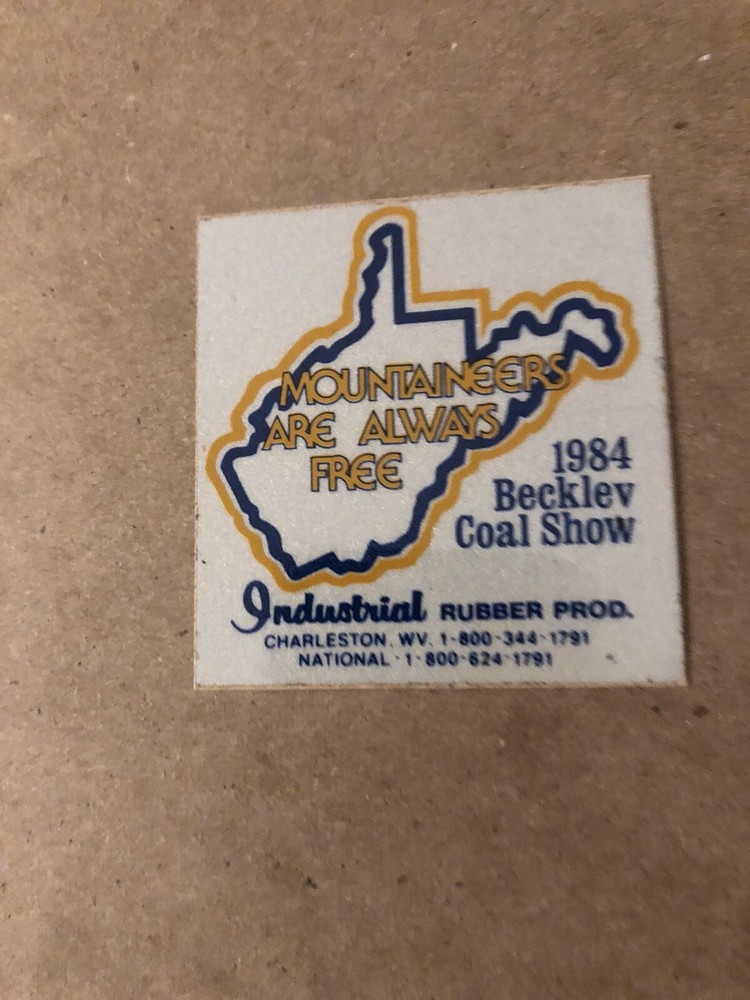 MOUNTAINEERS
ARE ALWAYS
FREE
1984
Beckley
Coal Show
Industrial RUBBER PROD.
CHARLESTON, WV. 1-800-344-1791
NATIONAL · 1-800-624-1791